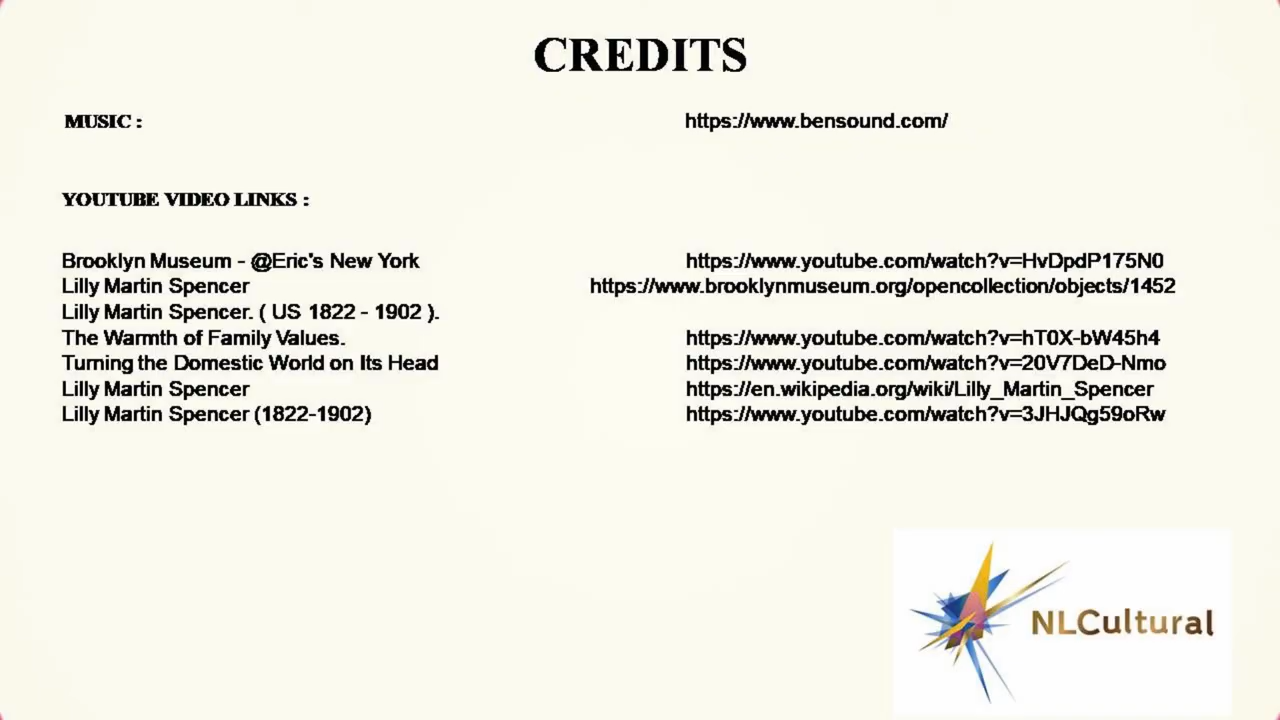 CREDITS
MUSIC : https://www.bensound.com/
YOUTUBE VIDEO LINKS :
Brooklyn Museum - @Eric's New York https://www.youtube.com/watch?v=HvDpdP175N0
Lilly Martin Spencer https://www.brooklynmuseum.org/opencollection/objects/1452
Lilly Martin Spencer. ( US 1822 - 1902 ).
The Warmth of Family Values. https://www.youtube.com/watch?v=hT0X-bW45h4
Turning the Domestic World on Its Head https://www.youtube.com/watch?v=20V7DeD-Nmo
Lilly Martin Spencer https://en.wikipedia.org/wiki/Lilly_Martin_Spencer
Lilly Martin Spencer (1822-1902) https://www.youtube.com/watch?v=3JHJQg59oRw
NLCultural